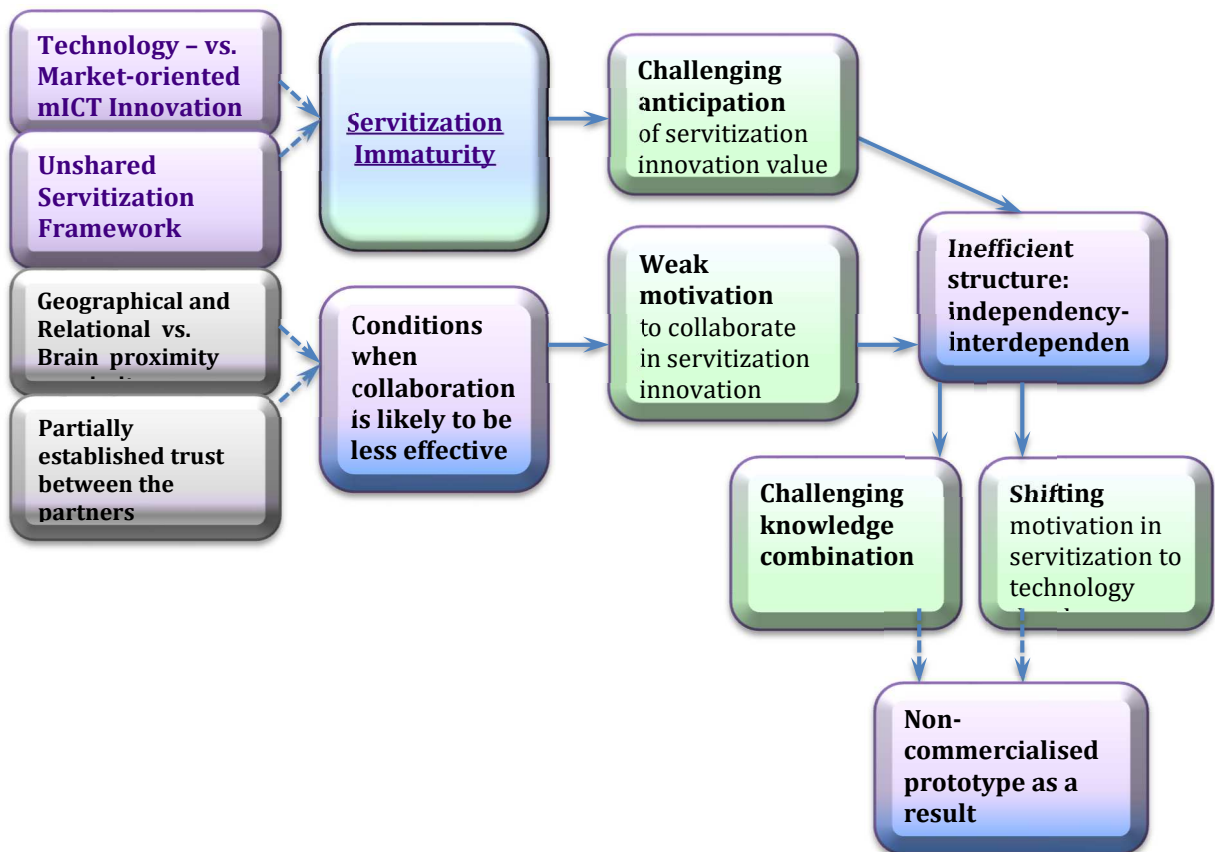 Technology – vs.
Market-oriented
mICT Innovation
Unshared
Servitization
Framework
Geographical and
Relational vs.
Brain proximity
Partially
established trust
between the
partners
Servitization
Immaturity
Conditions
when
collaboration
is likely to be
less effective
Challenging
anticipation
of servitization
innovation value
Weak
motivation
to collaborate
in servitization
innovation
Inefficient
structure:
independency-
interdependen
Challenging
knowledge
combination
Shifting
motivation in
servitization to
technology
Non-
commercialised
prototype as a
result